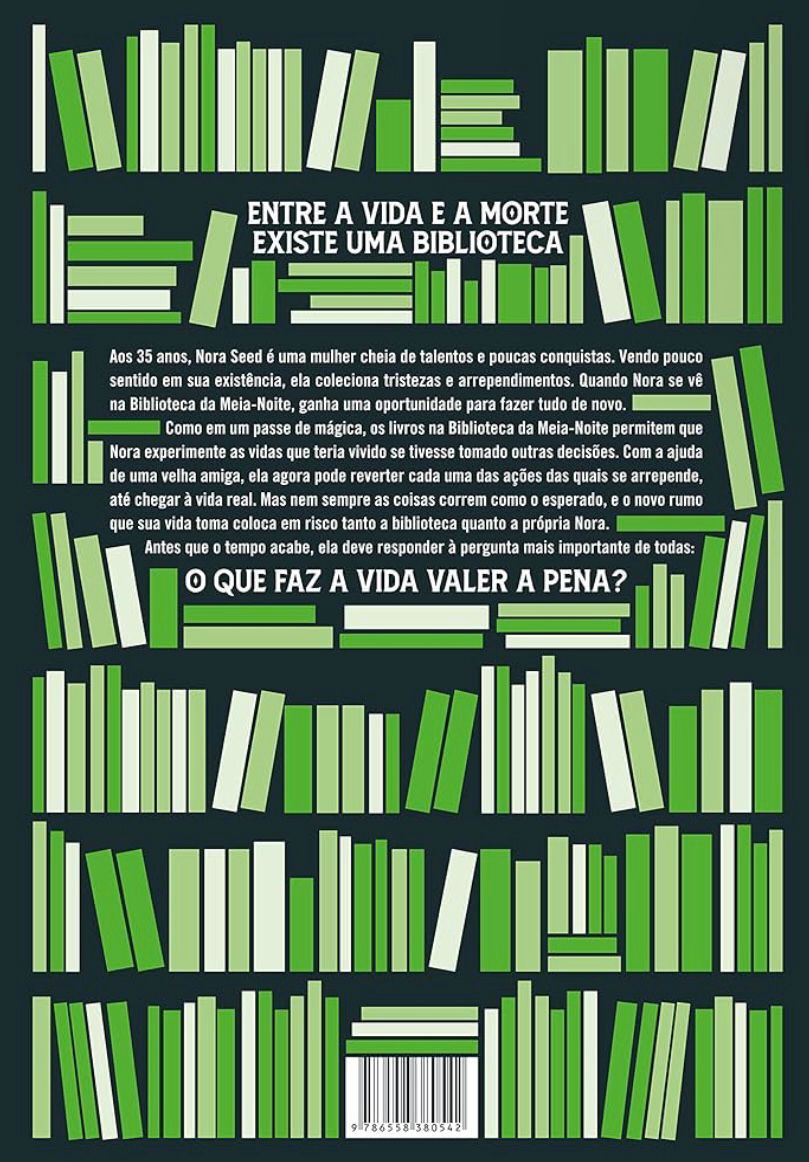 ENTRE A VIDA E A MORTE
EXISTE UMA BIBLIOTECA
Aos 35 anos, Nora Seed é uma mulher cheia de talentos e poucas conquistas. Vendo pouco
sentido em sua existência, ela coleciona tristezas e arrependimentos. Quando Nora se vê
na Biblioteca da Meia-Noite, ganha uma oportunidade para fazer tudo de novo.
Como em um passe de mágica, os livros na Biblioteca da Meia-Noite permitem que
Nora experimente as vidas que teria vivido se tivesse tomado outras decisões. Com a ajuda
de uma velha amiga, ela agora pode reverter cada uma das ações das quais se arrepende,
até chegar à vida real. Mas nem sempre as coisas correm como o esperado, e o novo rumo
que sua vida toma coloca em risco tanto a biblioteca quanto a própria Nora.
Antes que o tempo acabe, ela deve responder à pergunta mais importante de todas:
O QUE FAZ A VIDA VALER A PENA?
9 786558 380542